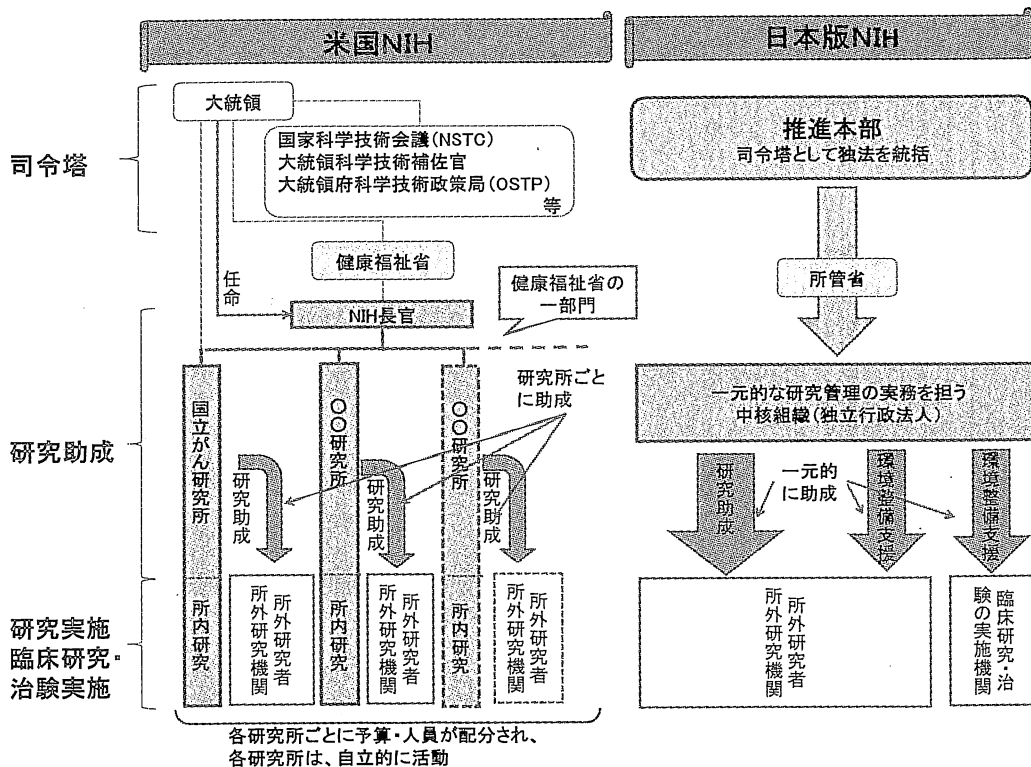 米国NIH
日本版NIH
司令塔
大統領
国家科学技術会議(NSTC)
大統領科学技術補佐官
大統領府科学技術政策局(OSTP)
等
健康福祉省
任命
NIH長官
健康福祉省の
一部門
推進本部
司令塔として独法を統括
所管省
研究助成
国立がん研究所
〇〇研究所
〇〇研究所
研究助成
研究助成
研究助成
研究所ごと
に助成
一元的な研究管理の実務を担う
中核組織(独立行政法人)
研究助成
一元的
に助成
環境整備支援
環境整備支援
研究実施
臨床研究・
治験実施
所内研究
所外研究者
所外研究機関
所内研究
所外研究者
所外研究機関
所内研究
所外研究者
所外研究機関
所外研究者
所外研究機関
臨床研究・治
験の実施機関
各研究所ごとに予算・人員が配分され、
各研究所は、自立的に活動